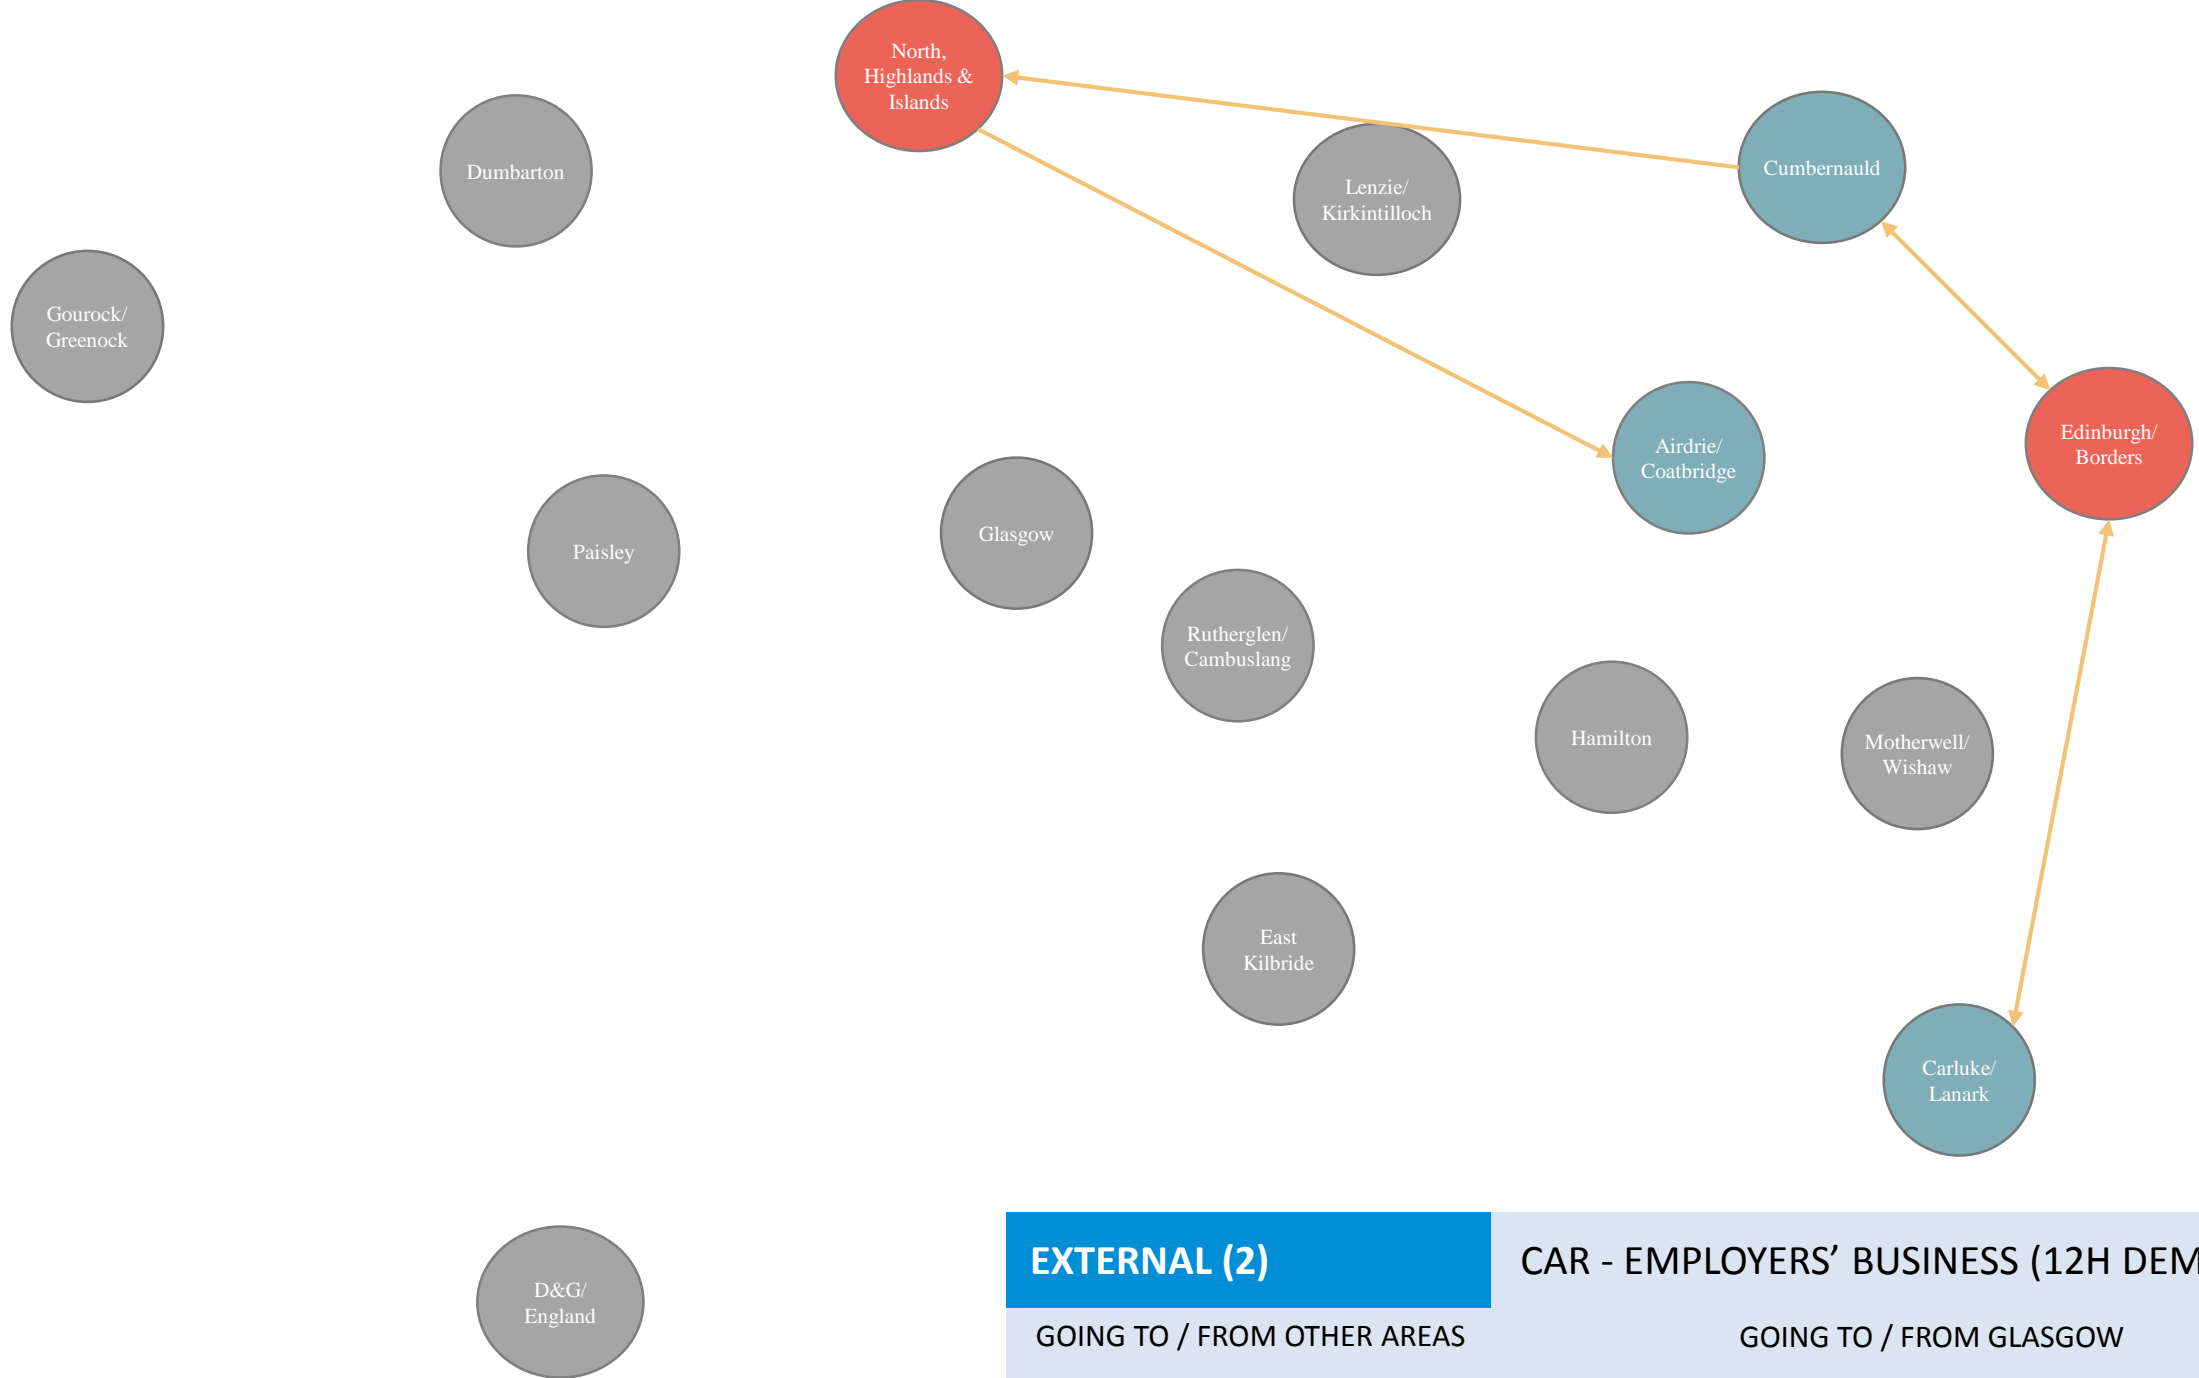 North,
Highlands &
Islands
Dumbarton
Cumbernauld
Lenzie/
Kirkintilloch
Gourock/
Greenock
Edinburgh/
Borders
Airdrie/
Coatbridge
Glasgow
Paisley
Rutherglen/
Cambuslang
Hamilton
Motherwell/
Wishaw
East
Kilbride
Carluke/
Lanark
D&G/
England
EXTERNAL (2)
CAR - EMPLOYERS’ BUSINESS (12H DEM
GOING TO / FROM OTHER AREAS
GOING TO / FROM GLASGOW